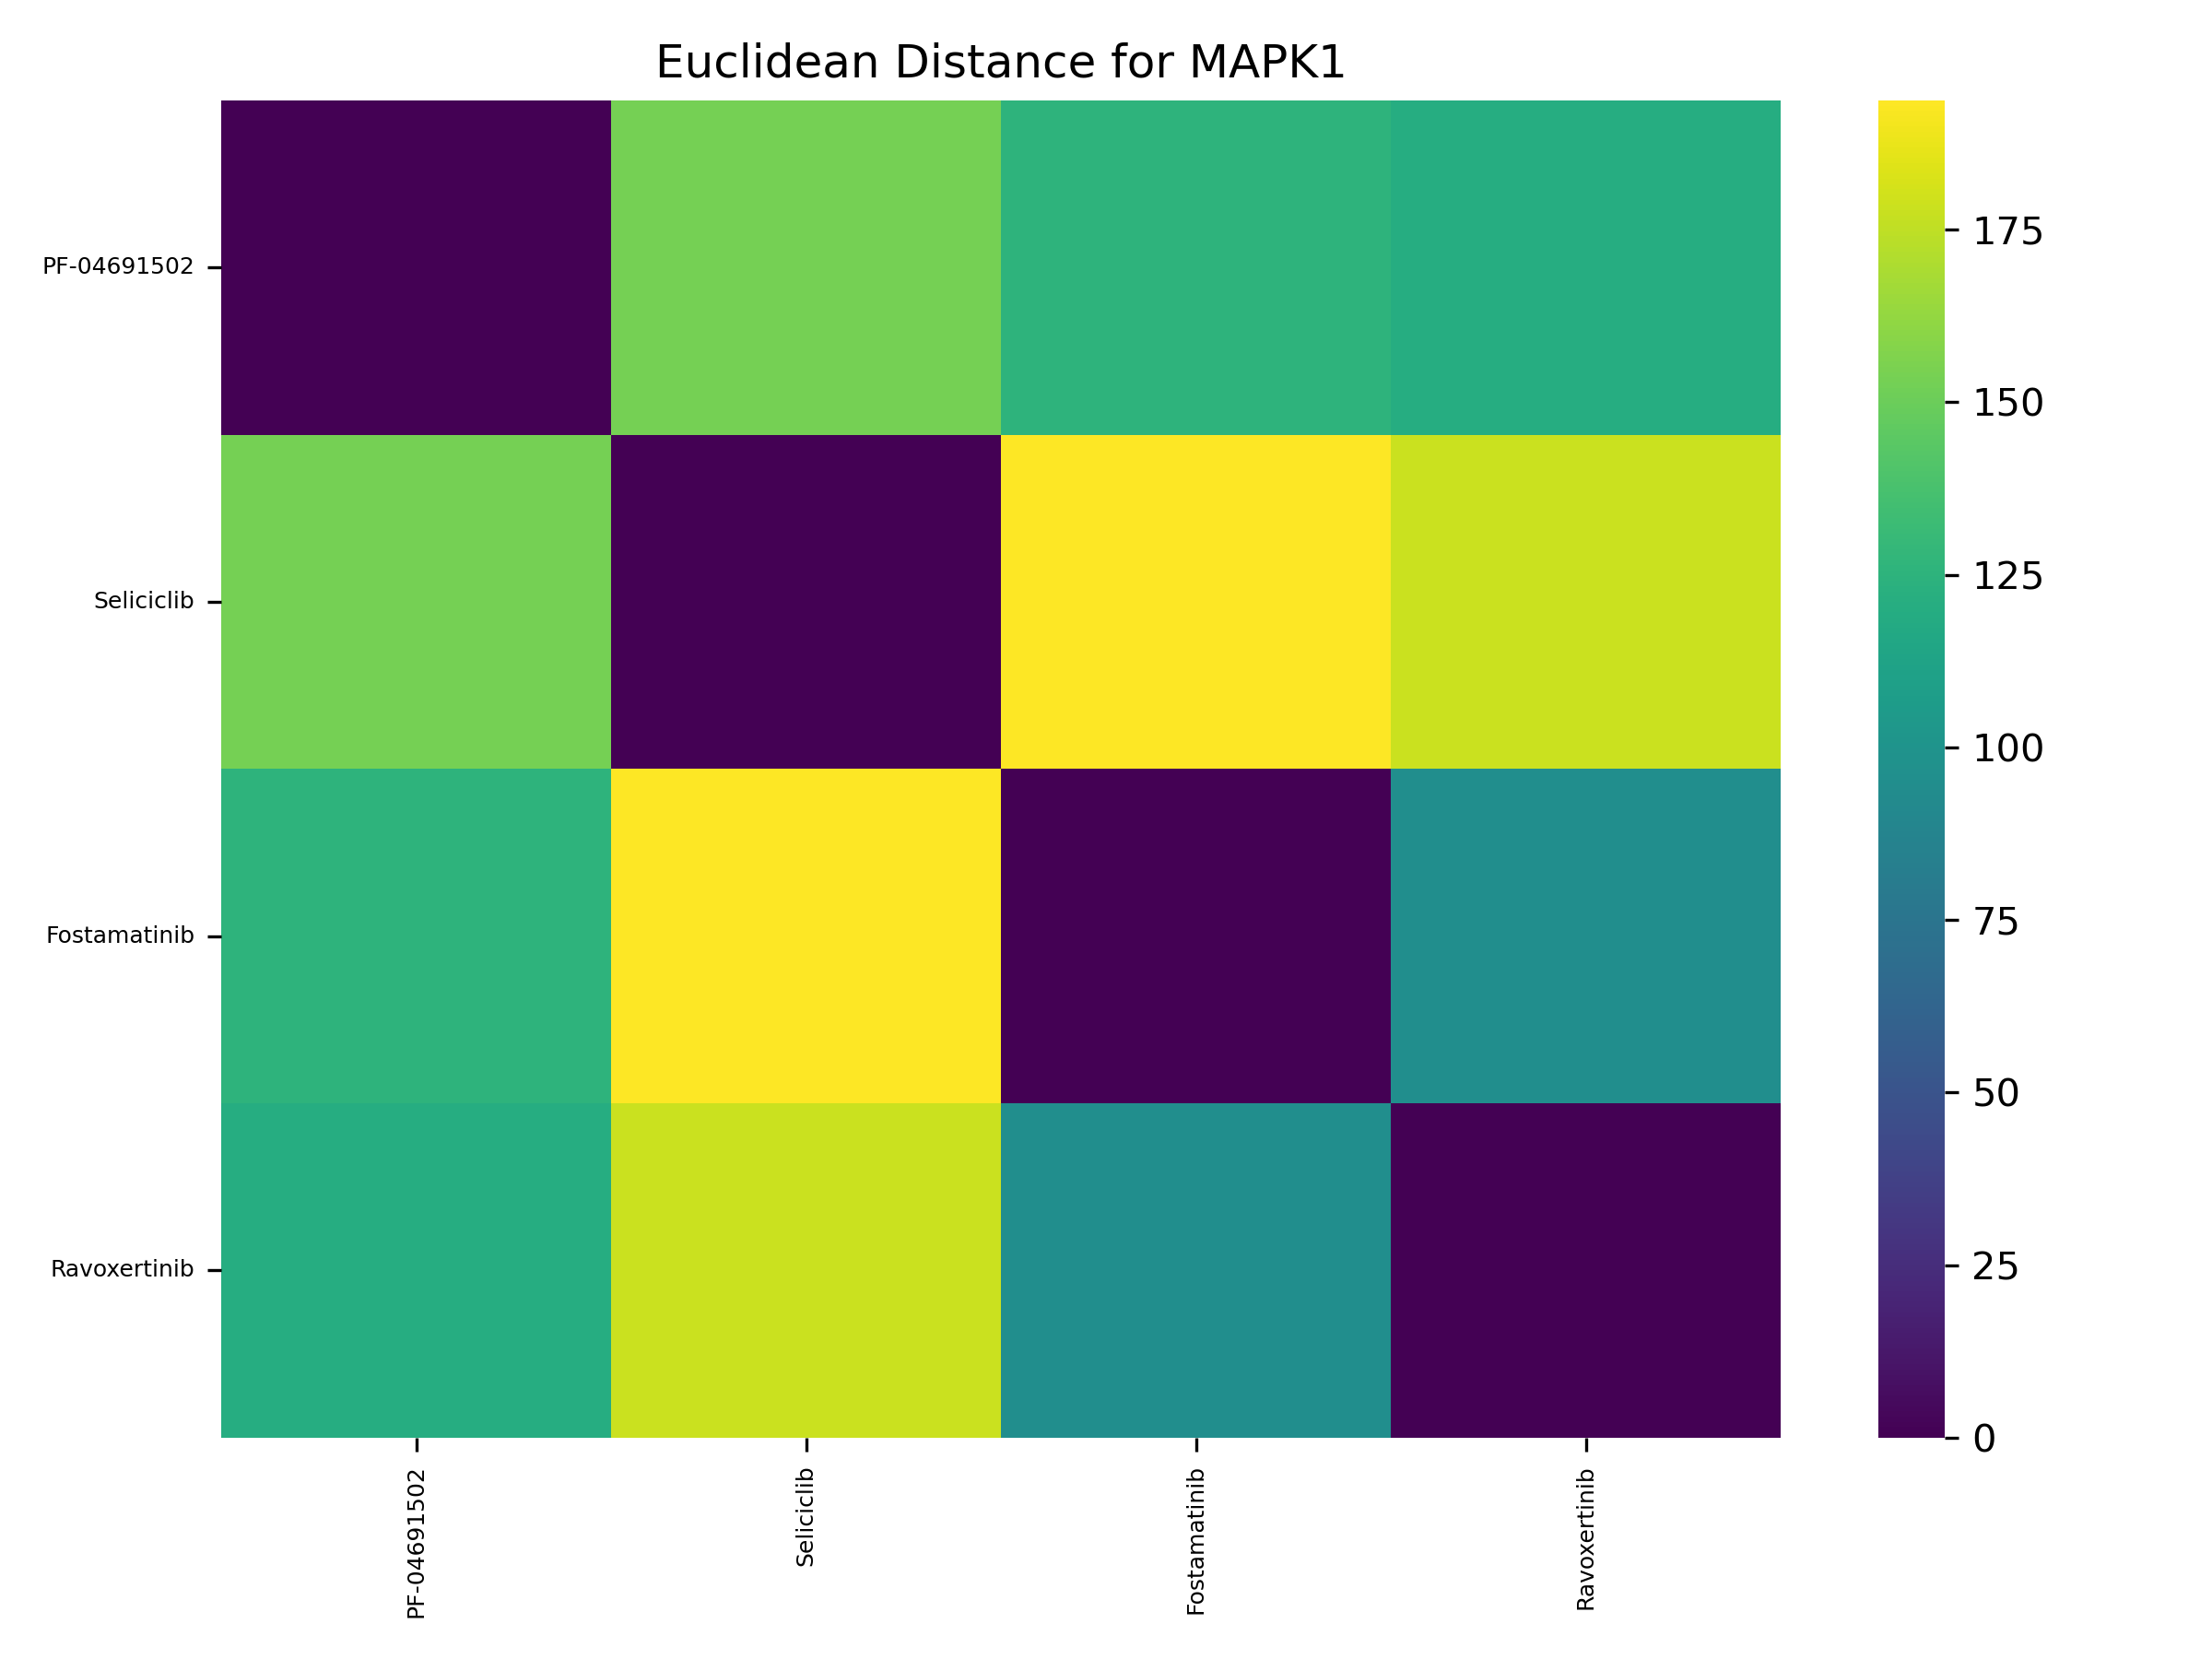 Euclidean Distance for MAPK1
PF-04691502
Seliciclib
Fostamatinib
Ravoxertinib
PF-04691502
Seliciclib
Fostamatinib
Ravoxertinib
175
150
125
100
75
50
25
0